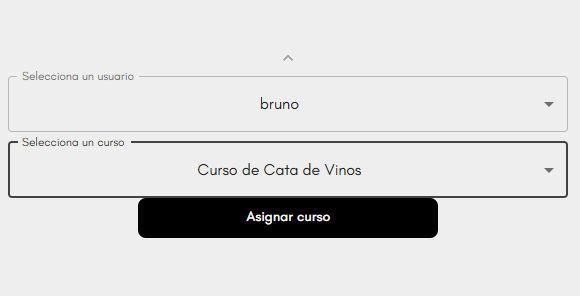 Selecciona un usuario
bruno
Selecciona un curso
Curso de Cata de Vinos
Asignar curso